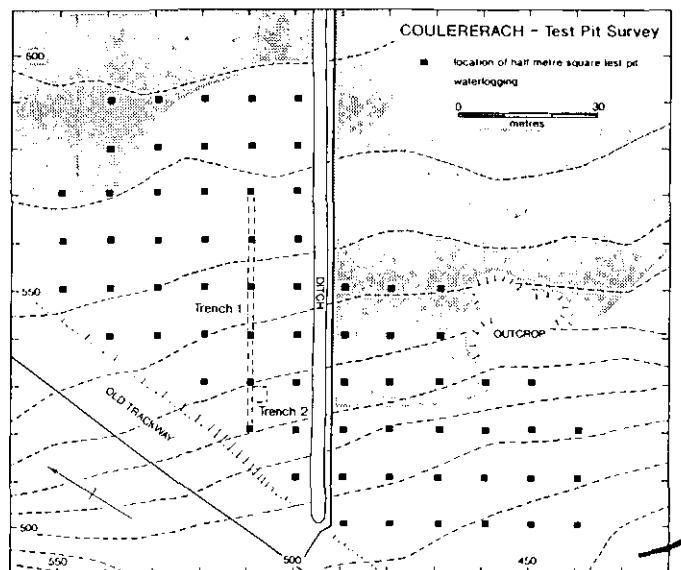 COULERERACH – Test Pit Survey
location of half metre square test pit
waterlogging
0 30
metres
600
550
500
DITCH
Trench 1
Trench 2
OLD TRACKWAY
OUTCROP
550
500
450